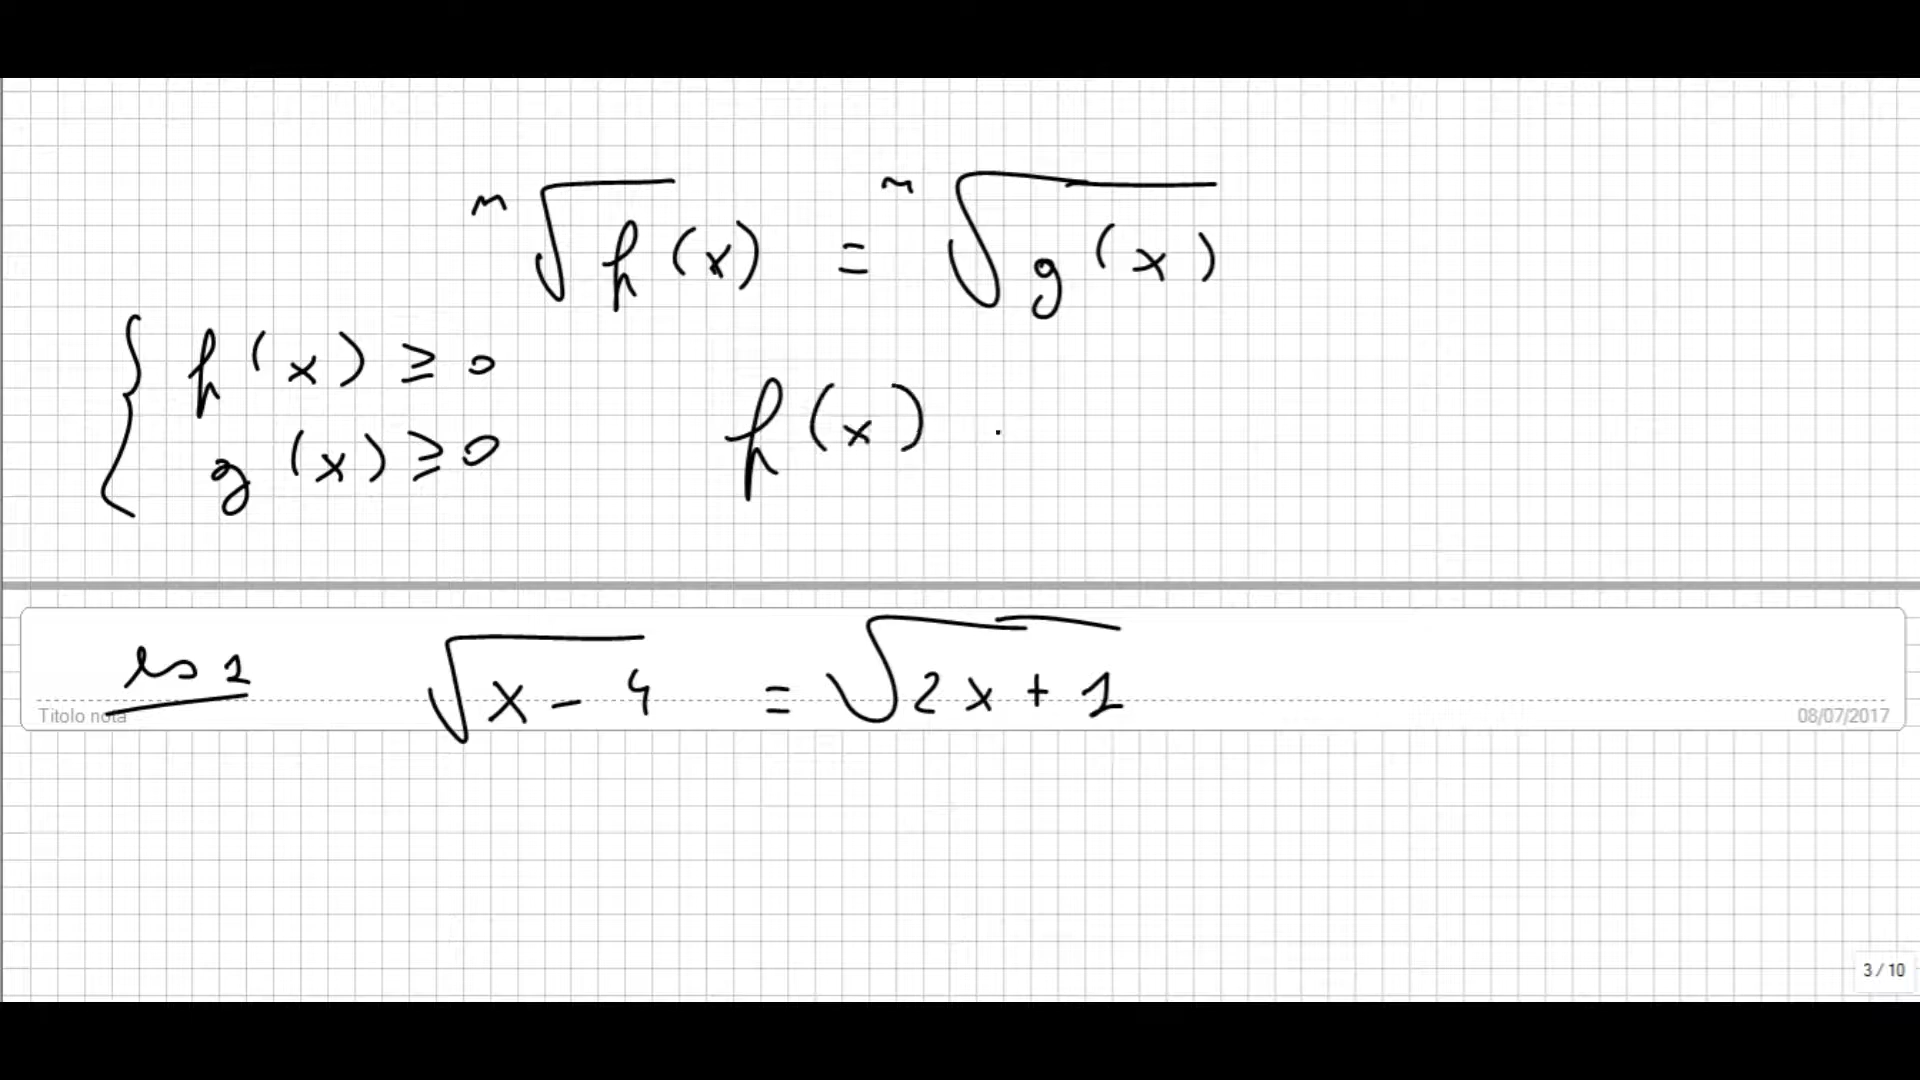 ⁿ√f(x) = ⁿ√g(x)
{ f(x) ≥ 0
g(x) ≥ 0
f(x) .
es 1 √x - 4 = √2x + 1
Titolo nota 08/07/2017
3 / 10